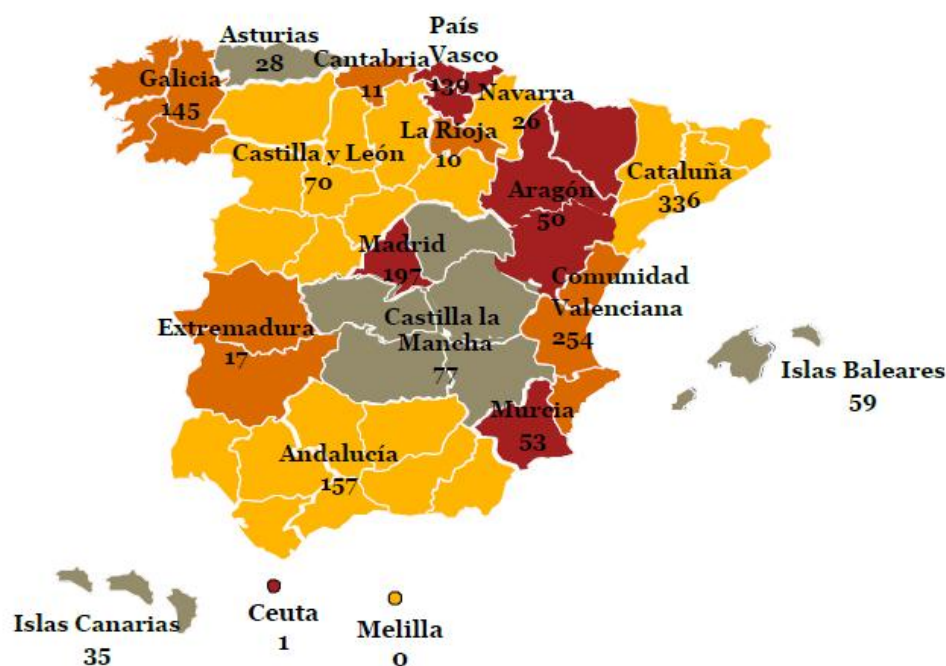 Asturias
28
Cantabria
11
País
Vasco
139
Galicia
145
Navarra
26
La Rioja
10
Castilla y León
70
Cataluña
336
Aragón
50
Madrid
197
Comunidad
Valenciana
254
Castilla la
Mancha
77
Extremadura
17
Islas Baleares
59
Murcia
53
Andalucía
157
Islas Canarias
35
Ceuta
1
Melilla
0